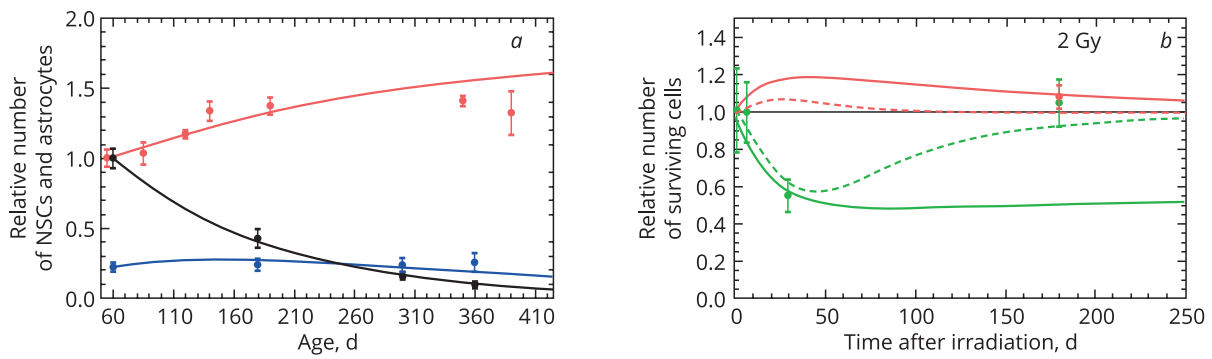 Relative number
of NSCs and astrocytes
2.0
1.5
1.0
0.5
0.0
a
60 110 160 210 260 310 360 410
Age, d
Relative number
of surviving cells
1.4
1.2
1.0
0.8
0.6
0.4
0.2
0.0
2 Gy b
0 50 100 150 200 250
Time after irradiation, d